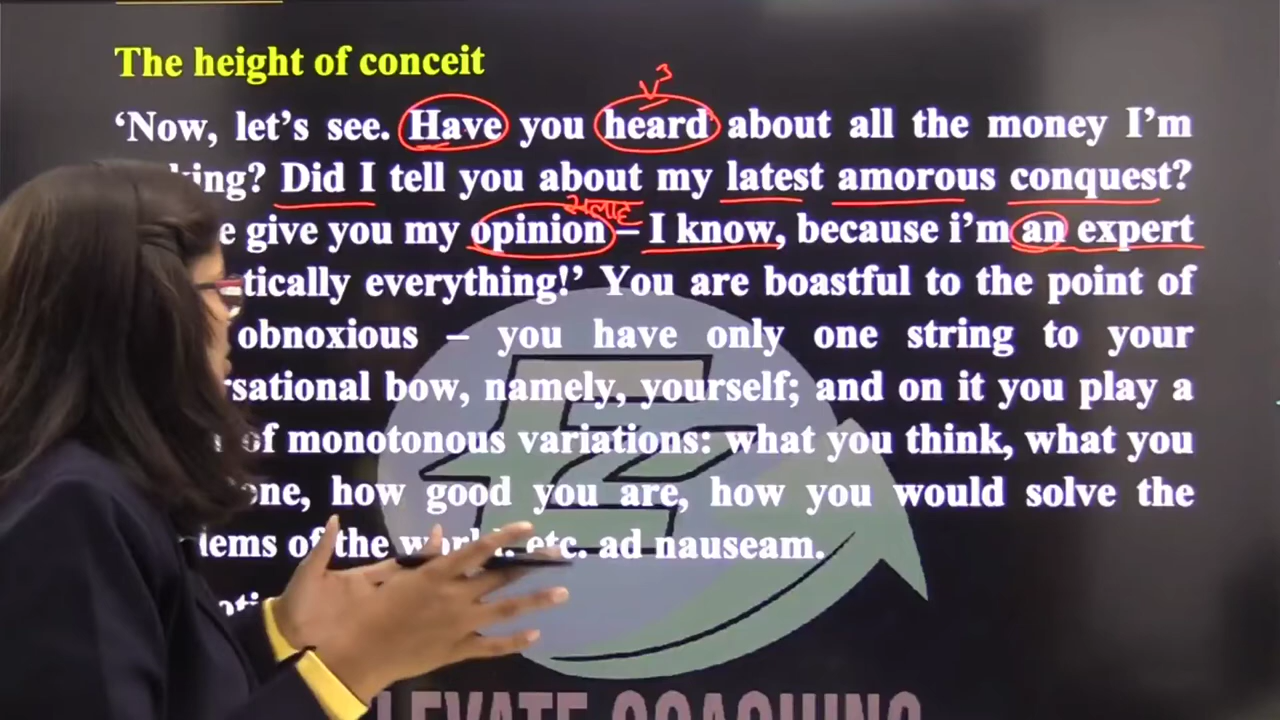 The height of conceit
V3
‘Now, let’s see. Have you heard about all the money I’m
king? Did I tell you about my latest amorous conquest?
सलाह
e give you my opinion – I know, because i’m an expert
tically everything!’ You are boastful to the point of
obnoxious – you have only one string to your
rsational bow, namely, yourself; and on it you play a
of monotonous variations: what you think, what you
one, how good you are, how you would solve the
lems of the etc. ad nauseam.
LEVATE COACHING